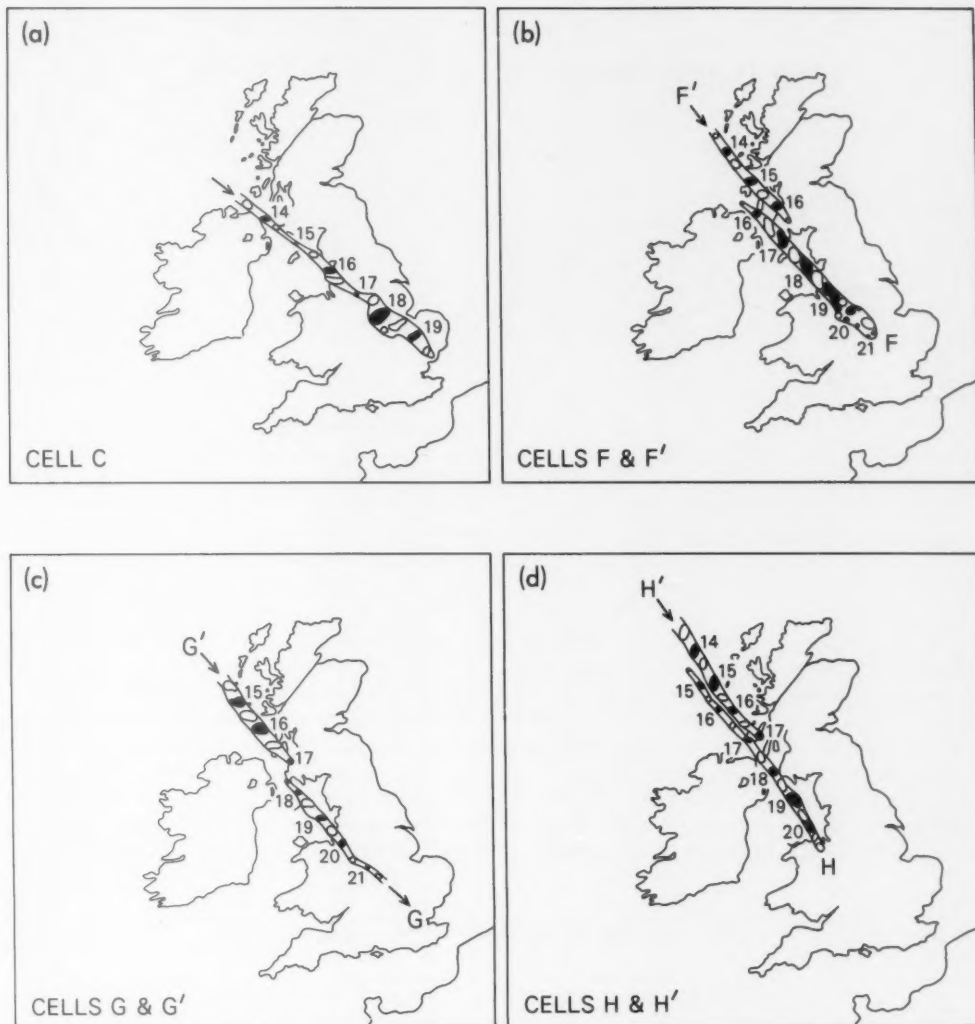 (a)
14
15
16
17
18
19
CELL C
(b)
F′
14
15
16
16
17
18
19
20
21
F
CELLS F & F′
(c)
G′
15
16
17
18
19
20
21
G
CELLS G & G′
(d)
H′
14
15
15
16
16
17
17
18
19
20
H
CELLS H & H′